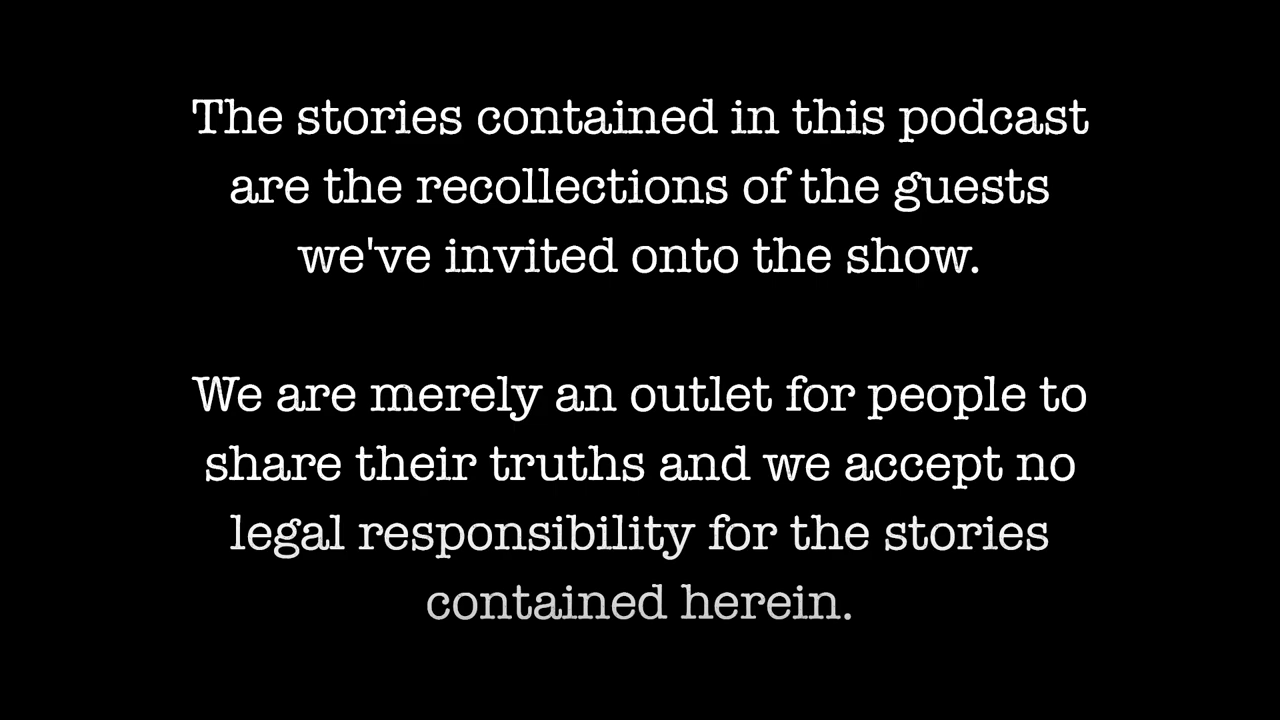 The stories contained in this podcast
are the recollections of the guests
we've invited onto the show.
We are merely an outlet for people to
share their truths and we accept no
legal responsibility for the stories
contained herein.